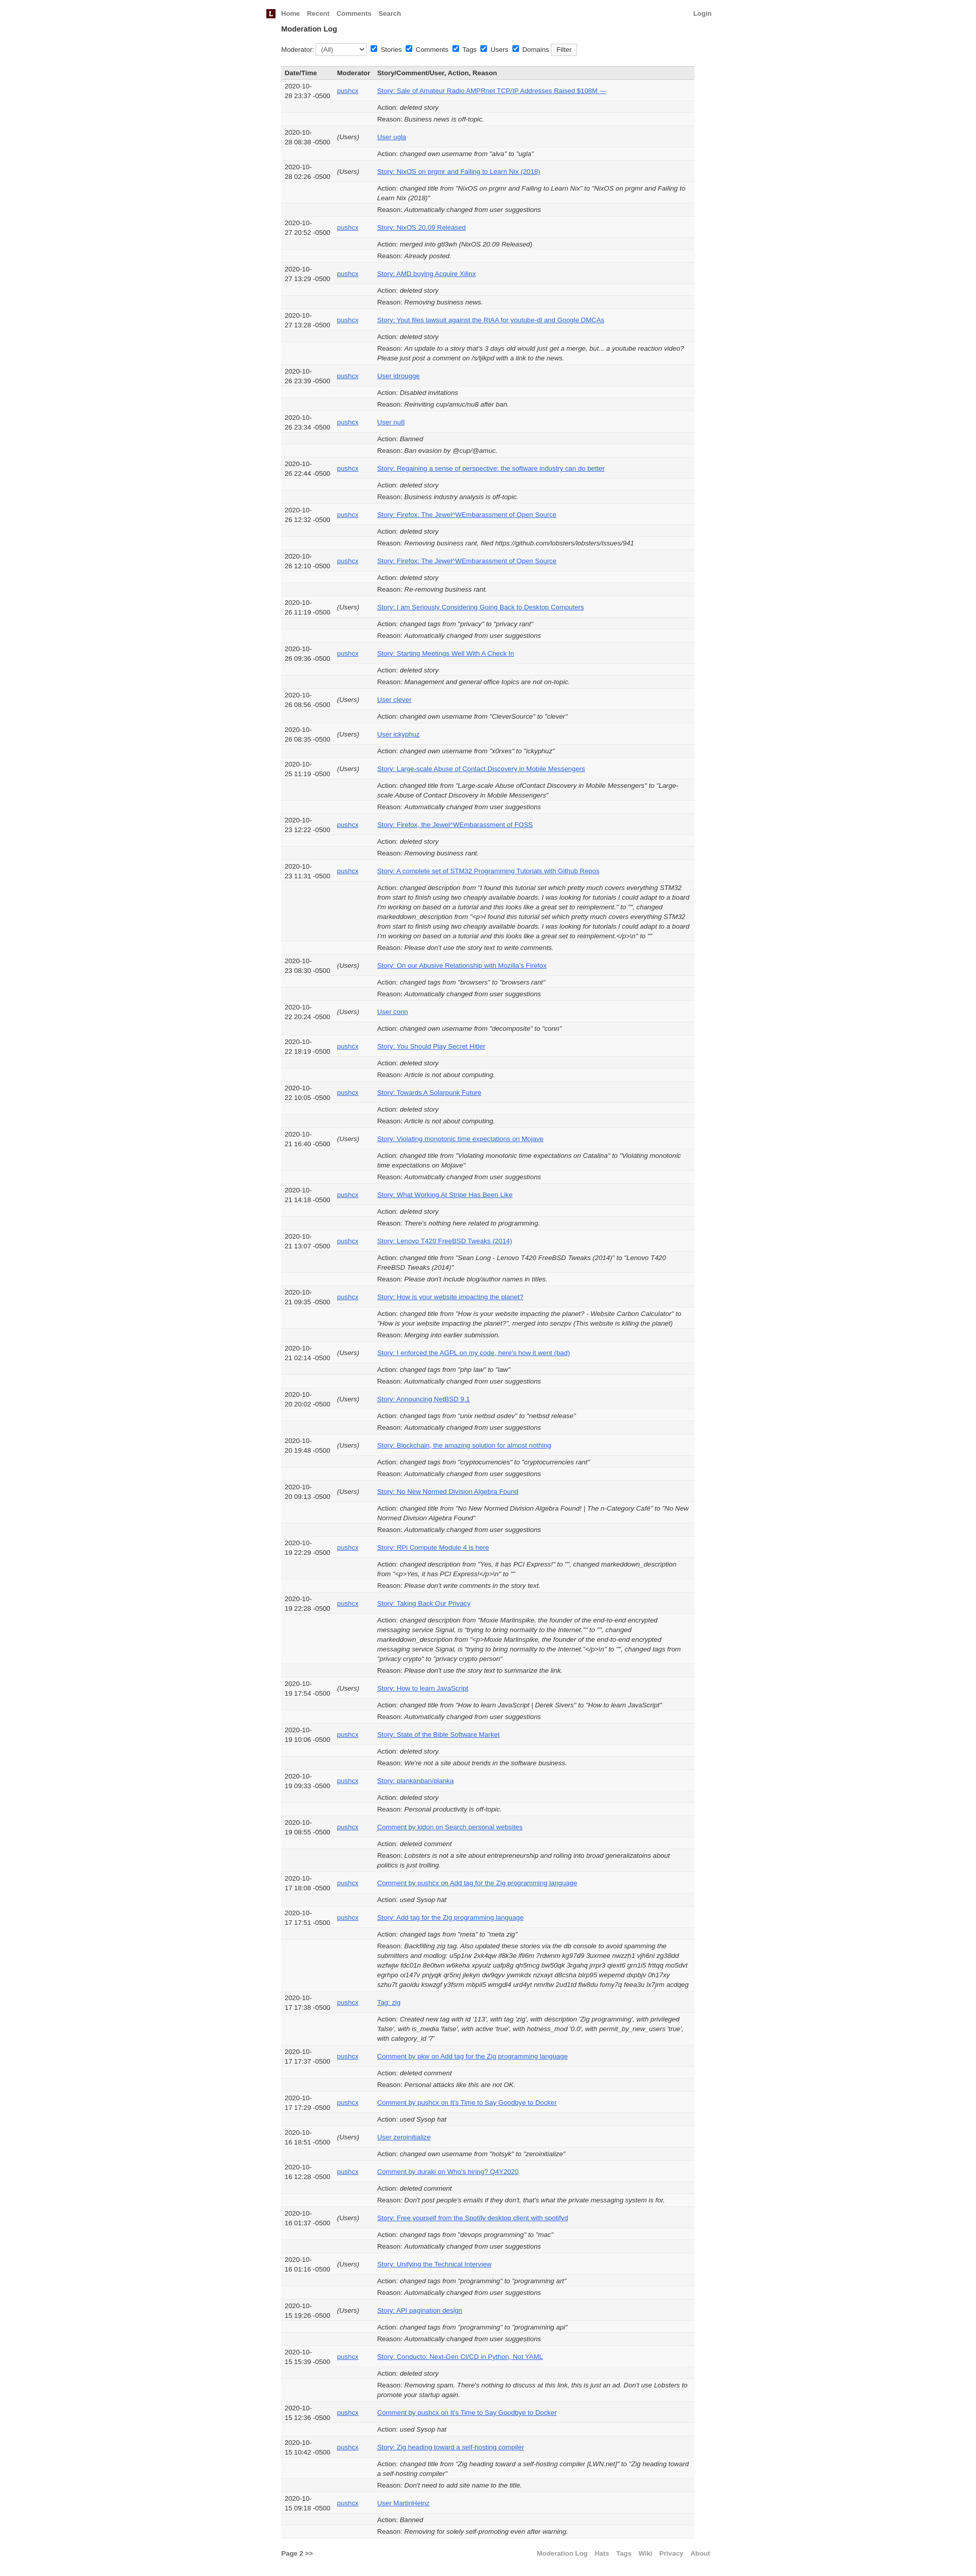 L Home Recent Comments Search Login
Moderation Log
Moderator: (All) Stories Comments Tags Users Domains Filter
Date/Time Moderator Story/Comment/User, Action, Reason
2020-10-
28 23:37 -0500 pushcx Story: Sale of Amateur Radio AMPRnet TCP/IP Addresses Raised $108M —
Action: deleted story
Reason: Business news is off-topic.
2020-10-
28 08:38 -0500 (Users) User ugla
Action: changed own username from "alva" to "ugla"
2020-10-
28 02:26 -0500 (Users) Story: NixOS on prgmr and Failing to Learn Nix (2018)
Action: changed title from "NixOS on prgmr and Failing to Learn Nix" to "NixOS on prgmr and Failing to
Learn Nix (2018)"
Reason: Automatically changed from user suggestions
2020-10-
27 20:52 -0500 pushcx Story: NixOS 20.09 Released
Action: merged into gtl3wh (NixOS 20.09 Released)
Reason: Already posted.
2020-10-
27 13:29 -0500 pushcx Story: AMD buying Acquire Xilinx
Action: deleted story
Reason: Removing business news.
2020-10-
27 13:28 -0500 pushcx Story: Yout files lawsuit against the RIAA for youtube-dl and Google DMCAs
Action: deleted story
Reason: An update to a story that's 3 days old would just get a merge, but... a youtube reaction video?
Please just post a comment on /s/ljikpd with a link to the news.
2020-10-
26 23:39 -0500 pushcx User idrougge
Action: Disabled invitations
Reason: Reinviting cup/amuc/nu8 after ban.
2020-10-
26 23:34 -0500 pushcx User nu8
Action: Banned
Reason: Ban evasion by @cup/@amuc.
2020-10-
26 22:44 -0500 pushcx Story: Regaining a sense of perspective: the software industry can do better
Action: deleted story
Reason: Business industry analysis is off-topic.
2020-10-
26 12:32 -0500 pushcx Story: Firefox: The Jewel^WEmbarassment of Open Source
Action: deleted story
Reason: Removing business rant, filed https://github.com/lobsters/lobsters/issues/941
2020-10-
26 12:10 -0500 pushcx Story: Firefox: The Jewel^WEmbarassment of Open Source
Action: deleted story
Reason: Re-removing business rant.
2020-10-
26 11:19 -0500 (Users) Story: I am Seriously Considering Going Back to Desktop Computers
Action: changed tags from "privacy" to "privacy rant"
Reason: Automatically changed from user suggestions
2020-10-
26 09:36 -0500 pushcx Story: Starting Meetings Well With A Check In
Action: deleted story
Reason: Management and general office topics are not on-topic.
2020-10-
26 08:56 -0500 (Users) User clever
Action: changed own username from "CleverSource" to "clever"
2020-10-
26 08:35 -0500 (Users) User ickyphuz
Action: changed own username from "x0rxes" to "ickyphuz"
2020-10-
25 11:19 -0500 (Users) Story: Large-scale Abuse of Contact Discovery in Mobile Messengers
Action: changed title from "Large-scale Abuse ofContact Discovery in Mobile Messengers" to "Large-
scale Abuse of Contact Discovery in Mobile Messengers"
Reason: Automatically changed from user suggestions
2020-10-
23 12:22 -0500 pushcx Story: Firefox, the Jewel^WEmbarassment of FOSS
Action: deleted story
Reason: Removing business rant.
2020-10-
23 11:31 -0500 pushcx Story: A complete set of STM32 Programming Tutorials with Github Repos
Action: changed description from "I found this tutorial set which pretty much covers everything STM32
from start to finish using two cheaply available boards. I was looking for tutorials I could adapt to a board
I'm working on based on a tutorial and this looks like a great set to reimplement." to "", changed
markeddown_description from "<p>I found this tutorial set which pretty much covers everything STM32
from start to finish using two cheaply available boards. I was looking for tutorials I could adapt to a board
I'm working on based on a tutorial and this looks like a great set to reimplement.</p>\n" to ""
Reason: Please don't use the story text to write comments.
2020-10-
23 08:30 -0500 (Users) Story: On our Abusive Relationship with Mozilla's Firefox
Action: changed tags from "browsers" to "browsers rant"
Reason: Automatically changed from user suggestions
2020-10-
22 20:24 -0500 (Users) User conn
Action: changed own username from "decomposite" to "conn"
2020-10-
22 18:19 -0500 pushcx Story: You Should Play Secret Hitler
Action: deleted story
Reason: Article is not about computing.
2020-10-
22 10:05 -0500 pushcx Story: Towards A Solarpunk Future
Action: deleted story
Reason: Article is not about computing.
2020-10-
21 16:40 -0500 (Users) Story: Violating monotonic time expectations on Mojave
Action: changed title from "Violating monotonic time expectations on Catalina" to "Violating monotonic
time expectations on Mojave"
Reason: Automatically changed from user suggestions
2020-10-
21 14:18 -0500 pushcx Story: What Working At Stripe Has Been Like
Action: deleted story
Reason: There's nothing here related to programming.
2020-10-
21 13:07 -0500 pushcx Story: Lenovo T420 FreeBSD Tweaks (2014)
Action: changed title from "Sean Long - Lenovo T420 FreeBSD Tweaks (2014)" to "Lenovo T420
FreeBSD Tweaks (2014)"
Reason: Please don't include blog/author names in titles.
2020-10-
21 09:35 -0500 pushcx Story: How is your website impacting the planet?
Action: changed title from "How is your website impacting the planet? - Website Carbon Calculator" to
"How is your website impacting the planet?", merged into senzpv (This website is killing the planet)
Reason: Merging into earlier submission.
2020-10-
21 02:14 -0500 (Users) Story: I enforced the AGPL on my code, here's how it went (bad)
Action: changed tags from "php law" to "law"
Reason: Automatically changed from user suggestions
2020-10-
20 20:02 -0500 (Users) Story: Announcing NetBSD 9.1
Action: changed tags from "unix netbsd osdev" to "netbsd release"
Reason: Automatically changed from user suggestions
2020-10-
20 19:48 -0500 (Users) Story: Blockchain, the amazing solution for almost nothing
Action: changed tags from "cryptocurrencies" to "cryptocurrencies rant"
Reason: Automatically changed from user suggestions
2020-10-
20 09:13 -0500 (Users) Story: No New Normed Division Algebra Found
Action: changed title from "No New Normed Division Algebra Found! | The n-Category Café" to "No New
Normed Division Algebra Found"
Reason: Automatically changed from user suggestions
2020-10-
19 22:29 -0500 pushcx Story: RPi Compute Module 4 is here
Action: changed description from "Yes, it has PCI Express!" to "", changed markeddown_description
from "<p>Yes, it has PCI Express!</p>\n" to ""
Reason: Please don't write comments in the story text.
2020-10-
19 22:28 -0500 pushcx Story: Taking Back Our Privacy
Action: changed description from "Moxie Marlinspike, the founder of the end-to-end encrypted
messaging service Signal, is “trying to bring normality to the Internet.”" to "", changed
markeddown_description from "<p>Moxie Marlinspike, the founder of the end-to-end encrypted
messaging service Signal, is “trying to bring normality to the Internet.”</p>\n" to "", changed tags from
"privacy crypto" to "privacy crypto person"
Reason: Please don't use the story text to summarize the link.
2020-10-
19 17:54 -0500 (Users) Story: How to learn JavaScript
Action: changed title from "How to learn JavaScript | Derek Sivers" to "How to learn JavaScript"
Reason: Automatically changed from user suggestions
2020-10-
19 10:06 -0500 pushcx Story: State of the Bible Software Market
Action: deleted story
Reason: We're not a site about trends in the software business.
2020-10-
19 09:33 -0500 pushcx Story: plankanban/planka
Action: deleted story
Reason: Personal productivity is off-topic.
2020-10-
19 08:55 -0500 pushcx Comment by kidon on Search personal websites
Action: deleted comment
Reason: Lobsters is not a site about entrepreneurship and rolling into broad generalizatoins about
politics is just trolling.
2020-10-
17 18:08 -0500 pushcx Comment by pushcx on Add tag for the Zig programming language
Action: used Sysop hat
2020-10-
17 17:51 -0500 pushcx Story: Add tag for the Zig programming language
Action: changed tags from "meta" to "meta zig"
Reason: Backfilling zig tag. Also updated these stories via the db console to avoid spamming the
submitters and modlog: u5p1rw 2xk4qw if8k3e lfli6m 7rdwnm kg97d9 3uxmee nwzzh1 vjh6ni zg38dd
2020-10-
17 17:38 -0500 pushcx Tag: zig
Action: Created new tag with id '113', with tag 'zig', with description 'Zig programming', with privileged
'false', with is_media 'false', with active 'true', with hotness_mod '0.0', with permit_by_new_users 'true',
with category_id '7'
2020-10-
17 17:37 -0500 pushcx Comment by pkw on Add tag for the Zig programming language
Action: deleted comment
Reason: Personal attacks like this are not OK.
2020-10-
17 17:29 -0500 pushcx Comment by pushcx on It's Time to Say Goodbye to Docker
Action: used Sysop hat
2020-10-
16 18:51 -0500 (Users) User zeroinitialize
Action: changed own username from "hotsyk" to "zeroinitialize"
2020-10-
16 12:28 -0500 pushcx Comment by duraki on Who's hiring? Q4Y2020
Action: deleted comment
Reason: Don't post people's emails if they don't, that's what the private messaging system is for.
2020-10-
16 01:37 -0500 (Users) Story: Free yourself from the Spotify desktop client with spotifyd
Action: changed tags from "devops programming" to "mac"
Reason: Automatically changed from user suggestions
2020-10-
16 01:16 -0500 (Users) Story: Unifying the Technical Interview
Action: changed tags from "programming" to "programming art"
Reason: Automatically changed from user suggestions
2020-10-
15 19:26 -0500 (Users) Story: API pagination design
Action: changed tags from "programming" to "programming api"
Reason: Automatically changed from user suggestions
2020-10-
15 15:39 -0500 pushcx Story: Conducto: Next-Gen CI/CD in Python, Not YAML
Action: deleted story
Reason: Removing spam. There's nothing to discuss at this link, this is just an ad. Don't use Lobsters to
promote your startup again.
2020-10-
15 12:36 -0500 pushcx Comment by pushcx on It's Time to Say Goodbye to Docker
Action: used Sysop hat
2020-10-
15 10:42 -0500 pushcx Story: Zig heading toward a self-hosting compiler
Action: changed title from "Zig heading toward a self-hosting compiler [LWN.net]" to "Zig heading toward
a self-hosting compiler"
Reason: Don't need to add site name to the title.
2020-10-
15 09:18 -0500 pushcx User MartinHeinz
Action: Banned
Reason: Removing for solely self-promoting even after warning.
Page 2 >> Moderation Log Hats Tags Wiki Privacy About